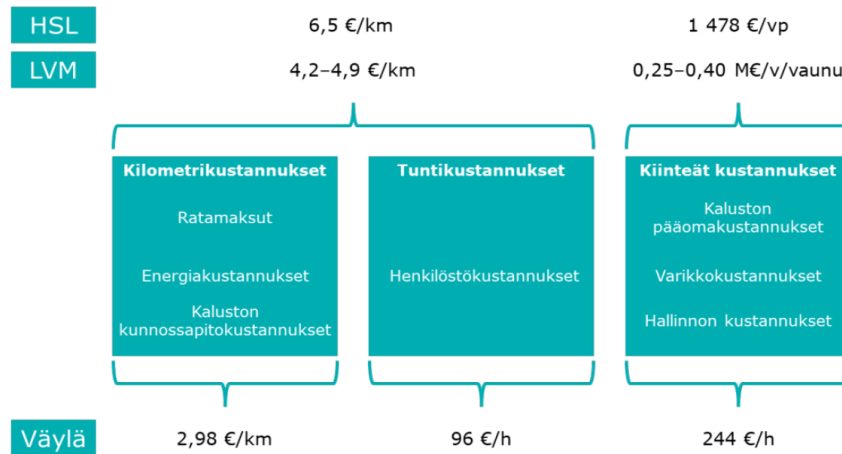 HSL 6,5 €/km 1 478 €/vp
LVM 4,2–4,9 €/km 0,25–0,40 M€/v/vaunu
Kilometrikustannukset
Ratamaksut
Energiakustannukset
Kaluston
kunnossapitokustannukset
Tuntikustannukset
Henkilöstökustannukset
Kiinteät kustannukset
Kaluston
pääomakustannukset
Varikkokustannukset
Hallinnon kustannukset
Väylä 2,98 €/km 96 €/h 244 €/h